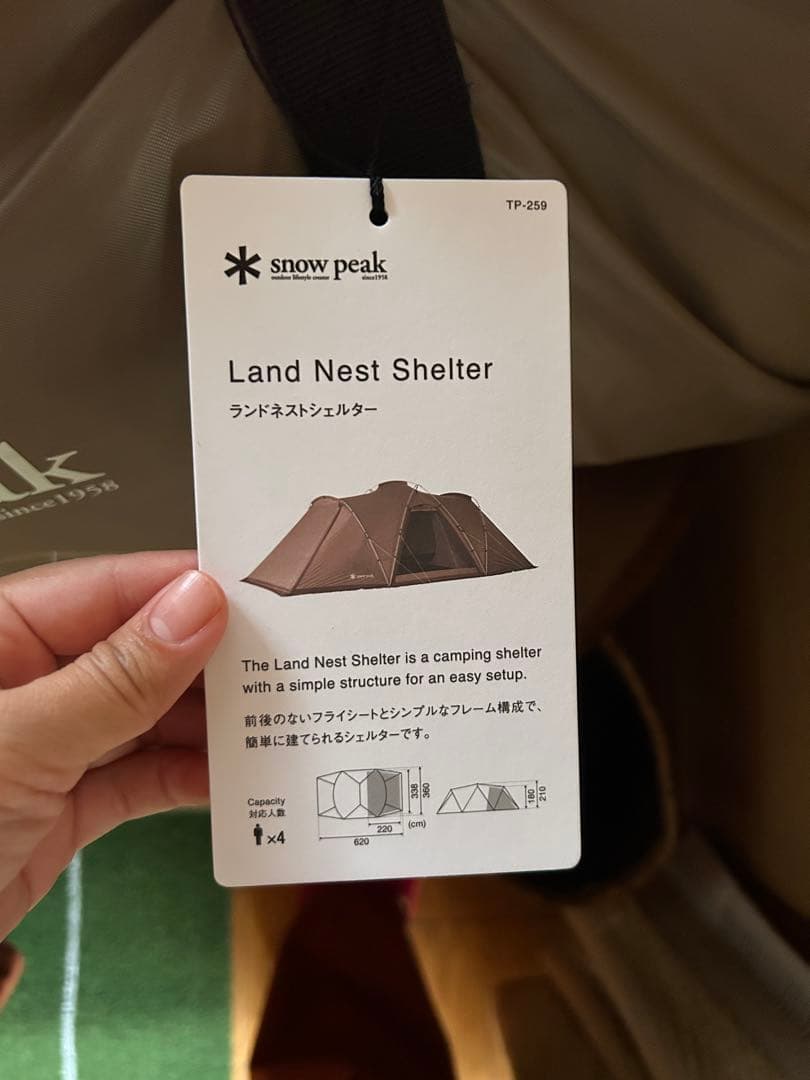 TP-259
snow peak
outdoor lifestyle creator since1958
Land Nest Shelter
ランドネストシェルター
snow peak
The Land Nest Shelter is a camping shelter
with a simple structure for an easy setup.
前後のないフライシートとシンプルなフレーム構成で、
簡単に建てられるシェルターです。
Capacity
対応人数
×4
338
360
220
(cm)
620
180
210
since1958